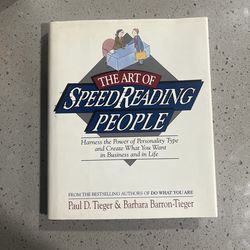 THE ART OF
SPEEDREADING
PEOPLE
Harness the Power of Personality Type
and Create What You Want
in Business and in Life
FROM THE BESTSELLING AUTHORS OF DO WHAT YOU ARE
Paul D. Tieger & Barbara Barron-Tieger